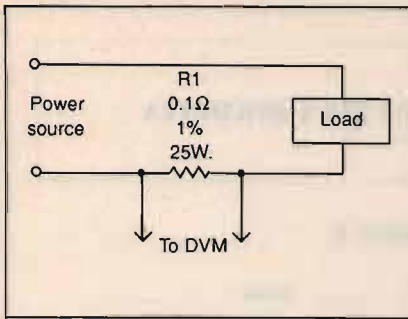 R1
0.1Ω
1%
25W.
Power
source
Load
To DVM